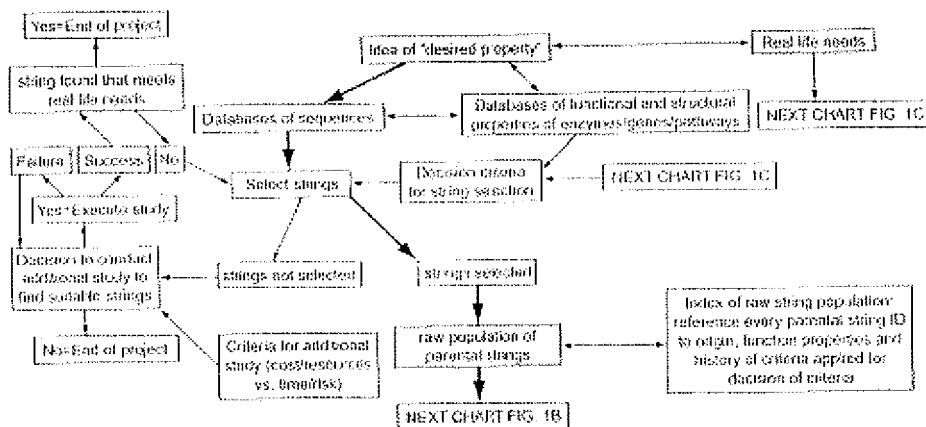 Yes=End of project
Idea of "desired property"
Real life needs
string found that meets
real life needs
Databases of sequences
Databases of functional and structural
properties of enzymes/genes/pathways
NEXT CHART FIG. 1C
Failure
Success
No
Select strings
Decision criteria
for string selection
NEXT CHART FIG. 1C
Yes=Execute study
Decision to conduct
additional study to
find suitable strings
strings not selected
strings selected
No=End of project
Criteria for additional
study (cost/resources
vs. time/risk)
raw population of
parental strings
Index of raw string population:
reference every parental string ID
to origin, function properties and
history of criteria applied for
decision of criteria
NEXT CHART FIG. 1B